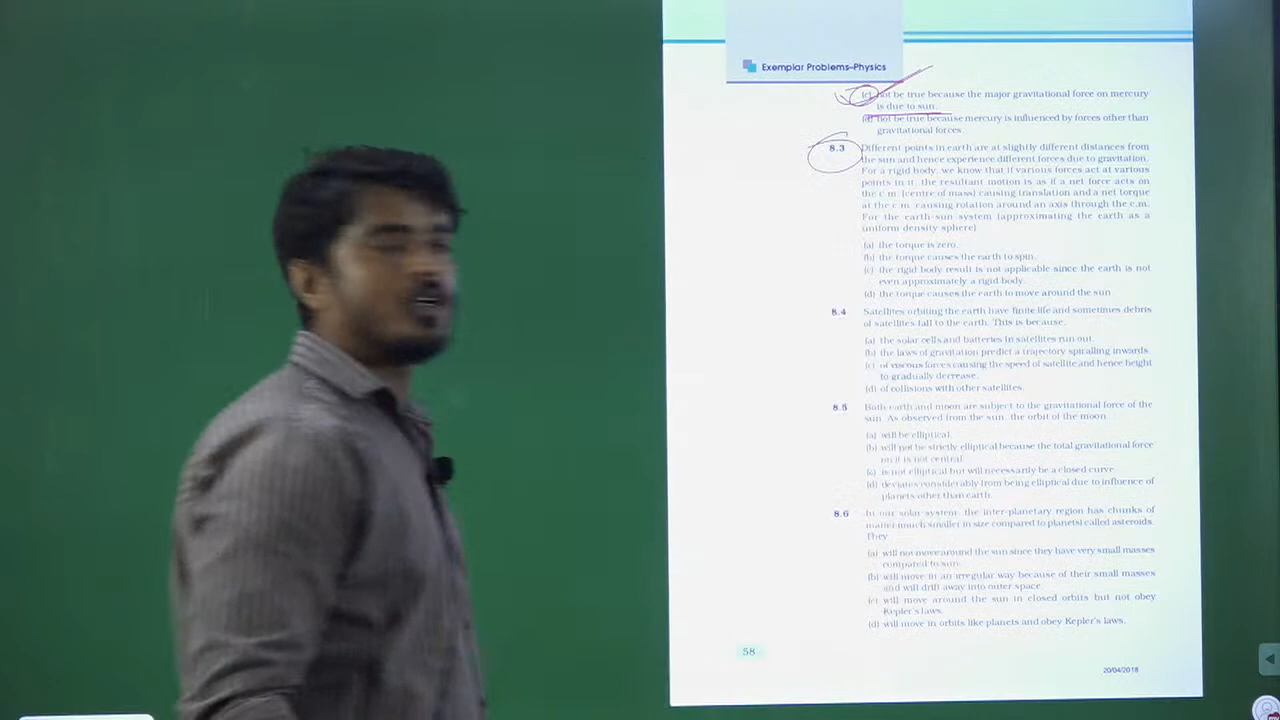 Exemplar Problems–Physics
(c) not be true because the major gravitational force on mercury
is due to sun.
(d) not be true because mercury is influenced by forces other than
gravitational forces.
8.3 Different points in earth are at slightly different distances from
the sun and hence experience different forces due to gravitation.
For a rigid body, we know that if various forces act at various
points in it, the resultant motion is as if a net force acts on
the c.m. (centre of mass) causing translation and a net torque
at the c.m. causing rotation around an axis through the c.m.
For the earth-sun system (approximating the earth as a
uniform density sphere)
(a) the torque is zero.
(b) the torque causes the earth to spin.
(c) the rigid body result is not applicable since the earth is not
even approximately a rigid body.
(d) the torque causes the earth to move around the sun.
8.4 Satellites orbiting the earth have finite life and sometimes debris
of satellites fall to the earth. This is because,
(a) the solar cells and batteries in satellites run out.
(b) the laws of gravitation predict a trajectory spiralling inwards.
(c) of viscous forces causing the speed of satellite and hence height
to gradually decrease.
(d) of collisions with other satellites.
8.5 Both earth and moon are subject to the gravitational force of the
sun. As observed from the sun, the orbit of the moon
(a) will be elliptical.
(b) will not be strictly elliptical because the total gravitational force
on it is not central.
(c) is not elliptical but will necessarily be a closed curve.
(d) deviates considerably from being elliptical due to influence of
planets other than earth.
8.6 In our solar system, the inter-planetary region has chunks of
matter (much smaller in size compared to planets) called asteroids.
They
(a) will not move around the sun since they have very small masses
compared to sun.
(b) will move in an irregular way because of their small masses
and will drift away into outer space.
(c) will move around the sun in closed orbits but not obey
Kepler's laws.
(d) will move in orbits like planets and obey Kepler's laws.
58
20/04/2018